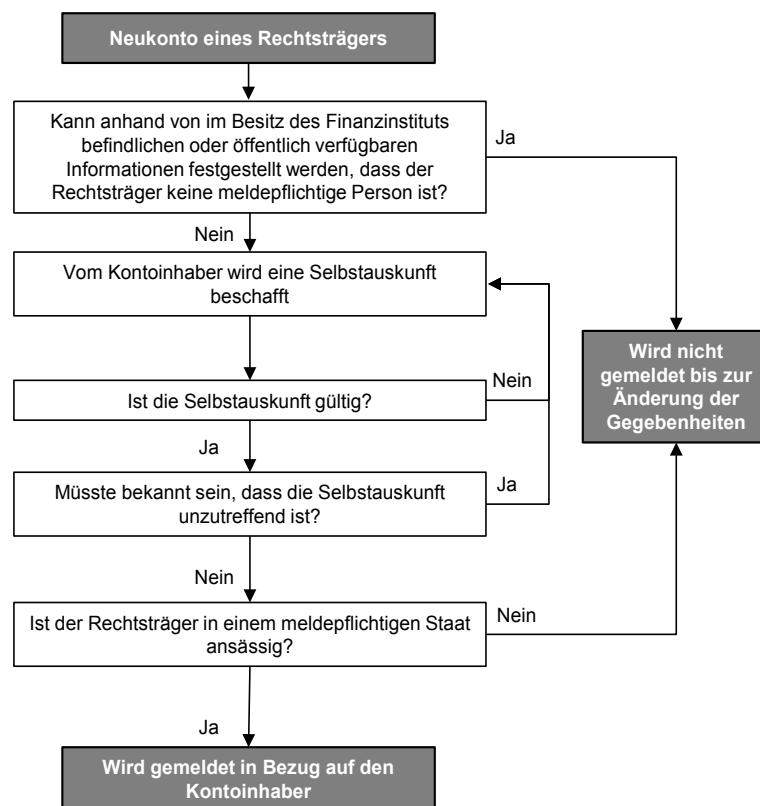 Neukonto eines Rechtsträgers
Kann anhand von im Besitz des Finanzinstituts
befindlichen oder öffentlich verfügbaren
Informationen festgestellt werden, dass der
Rechtsträger keine meldepflichtige Person ist?
Ja
Nein
Vom Kontoinhaber wird eine Selbstauskunft
beschafft
Wird nicht
gemeldet bis zur
Änderung der
Gegebenheiten
Ist die Selbstauskunft gültig?
Nein
Ja
Müsste bekannt sein, dass die Selbstauskunft
unzutreffend ist?
Ja
Nein
Ist der Rechtsträger in einem meldepflichtigen Staat
ansässig?
Nein
Ja
Wird gemeldet in Bezug auf den
Kontoinhaber